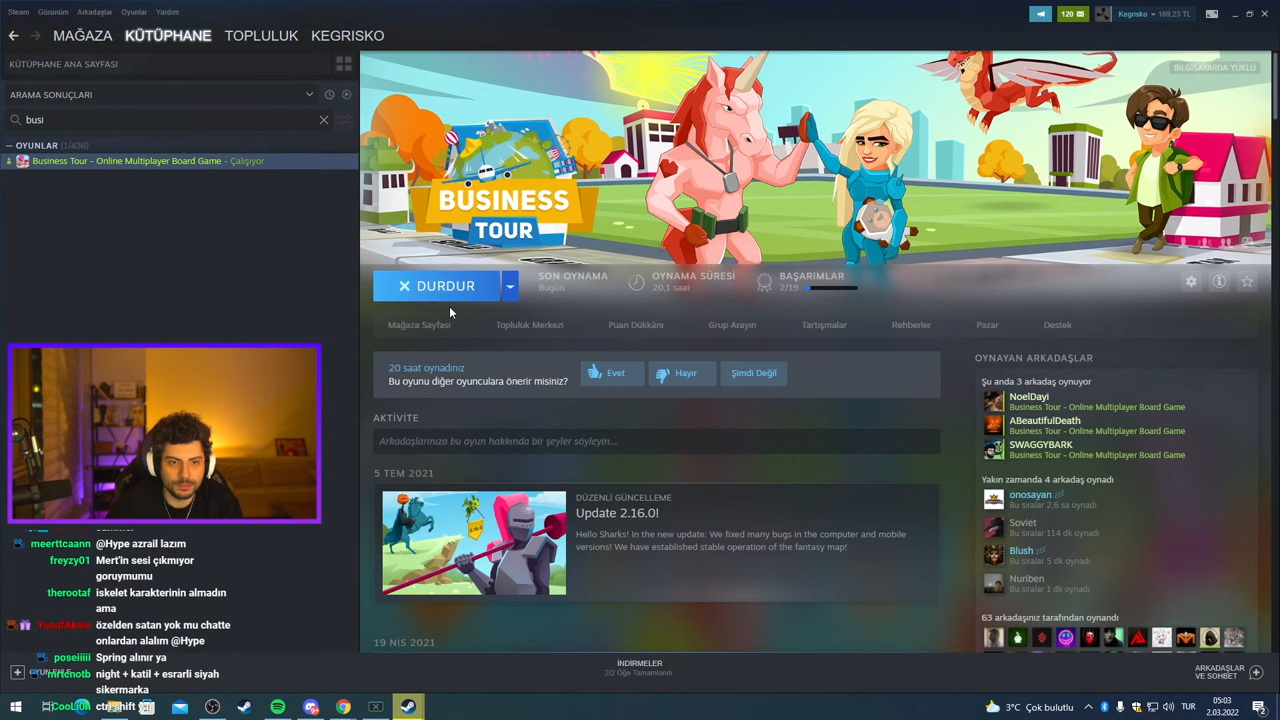 Steam Görünüm Arkadaşlar Oyunlar Yardım
120
Kegrisko
169,23 TL
MAĞAZA KÜTÜPHANE TOPLULUK KEGRISKO
KÜTÜPHANE ANA SAYFASI
ARAMA SONUÇLARI
busi
OYUNLAR (1/436)
Business Tour - Online Multiplayer Board Game - Çalışıyor
BİLGİSAYARDA YÜKLÜ
BUSINESS
TOUR
DURDUR
SON OYNAMA
Bugün
OYNAMA SÜRESİ
20,1 saat
BAŞARIMLAR
2/19
Mağaza Sayfası Topluluk Merkezi Puan Dükkânı Grup Arayın Tartışmalar Rehberler Pazar Destek
20 saat oynadınız
Bu oyunu diğer oyunculara önerir misiniz?
Evet
Hayır
Şimdi Değil
AKTİVİTE
Arkadaşlarınıza bu oyun hakkında bir şeyler söyleyin...
5 TEM 2021
2.16.0!
DÜZENLİ GÜNCELLEME
Update 2.16.0!
Hello Sharks! In the new update: We fixed many bugs in the computer and mobile
versions! We have established stable operation of the fantasy map!
19 NİS 2021
OYNAYAN ARKADAŞLAR
Şu anda 3 arkadaş oynuyor
NoelDayi
Business Tour - Online Multiplayer Board Game
ABeautifulDeath
Business Tour - Online Multiplayer Board Game
SWAGGYBARK
Business Tour - Online Multiplayer Board Game
Yakın zamanda 4 arkadaş oynadı
onosayan
Bu sıralar 2,6 sa oynadı
Soviet
Bu sıralar 114 dk oynadı
Blush
Bu sıralar 5 dk oynadı
Nuriben
Bu sıralar 1 dk oynadı
63 arkadaşınız tarafından oynandı
meerttcaann @Hype azrail lazım
freyzy01 Mert'in sesi çıkmıyor
goruymumu
therootaf iskelet karakterinin almadın
ama
YusufAksin özelden satan yok mu chatte
onlardan alalım @Hype
poseiiiii Spring alınır ya
mrtcnotb night + katil + esrarli siyah
sikermarka
İNDİRMELER
2/2 Öğe Tamamlandı
ARKADAŞLAR
VE SOHBET
3°C Çok bulutlu
TUR
05:03
2.03.2022
2